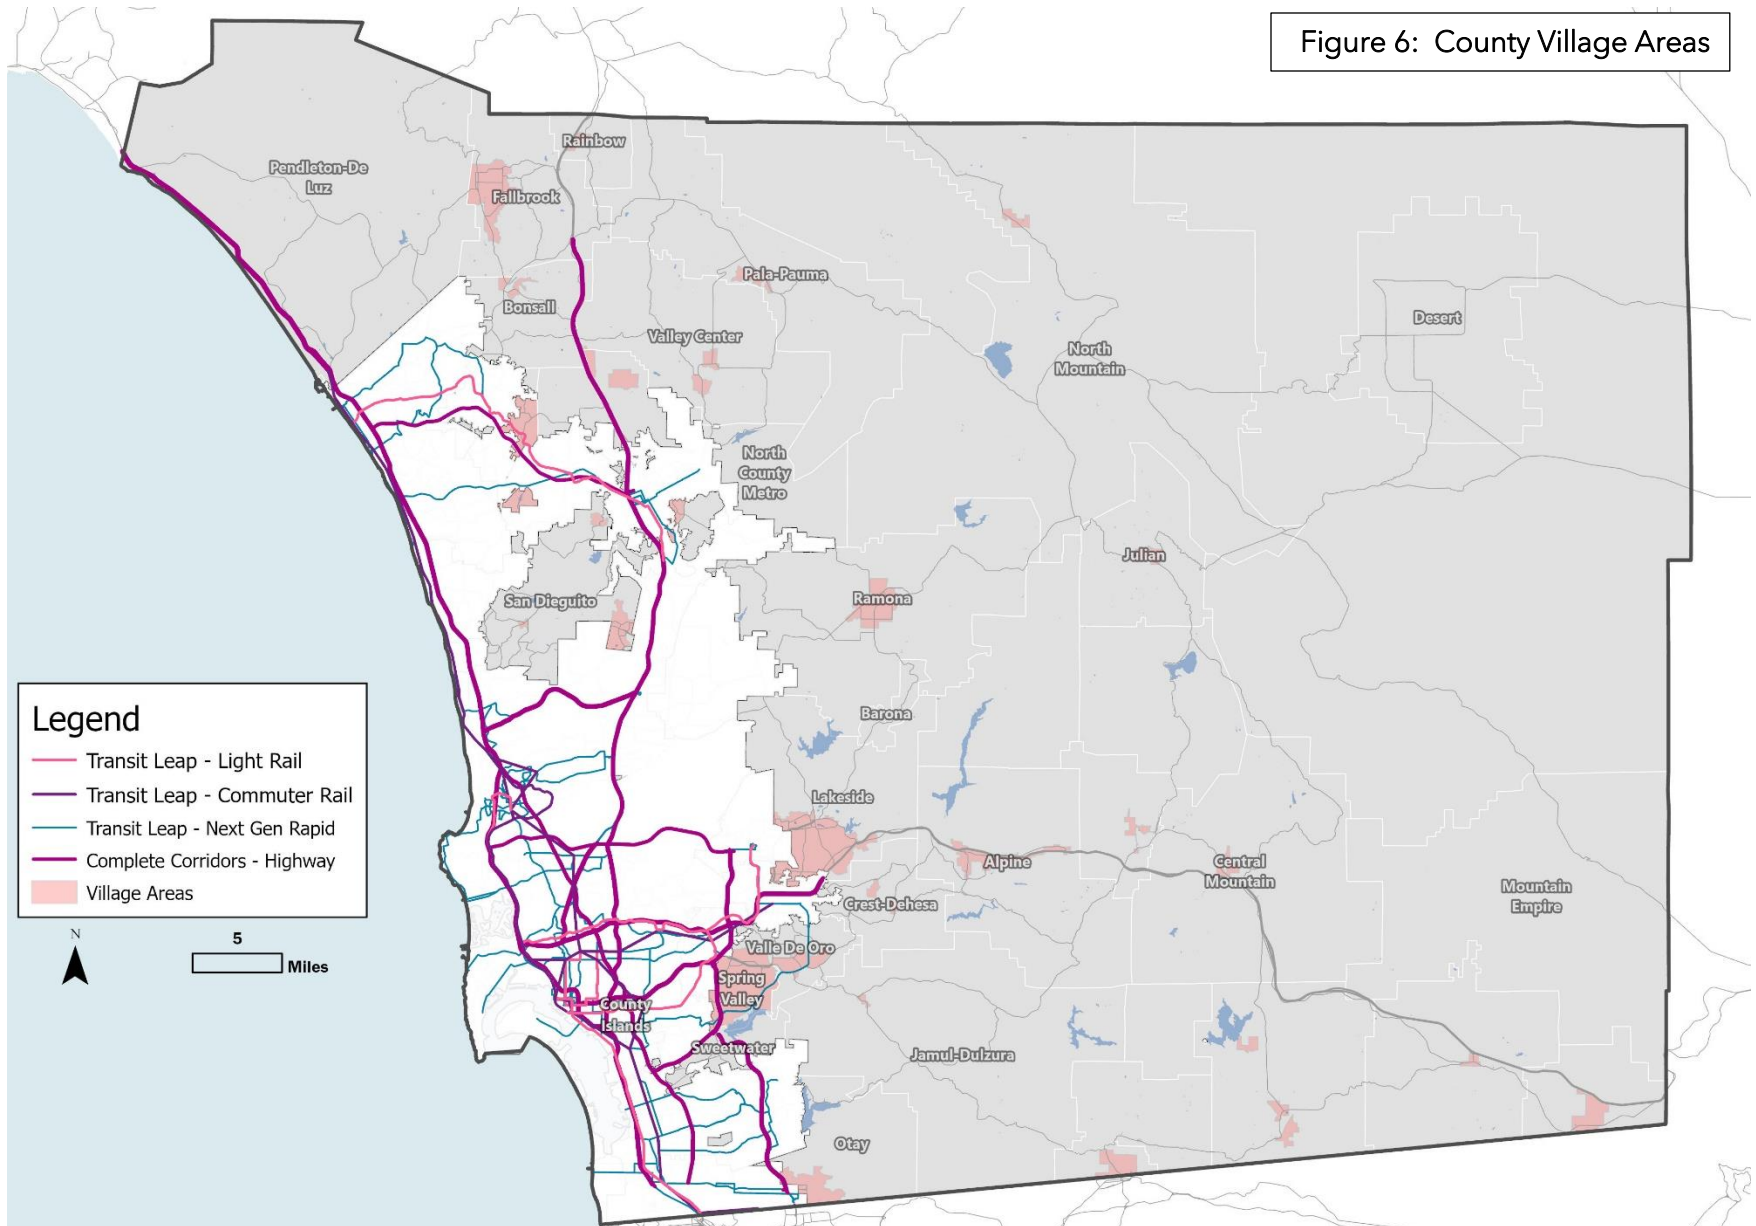 Figure 6:  County Village Areas
Rainbow
Pendleton-De
Luz
Fallbrook
Pala-Pauma
Bonsall
Desert
Valley Center
North
Mountain
North
County
Metro
Julian
San Dieguito
Ramona
Barona
Lakeside
Alpine
Central
Mountain
Mountain
Empire
Crest-Dehesa
Valle De Oro
Spring
Valley
County
Islands
Sweetwater
Jamul-Dulzura
Otay
Legend
Transit Leap - Light Rail
Transit Leap - Commuter Rail
Transit Leap - Next Gen Rapid
Complete Corridors - Highway
Village Areas
N
5
Miles